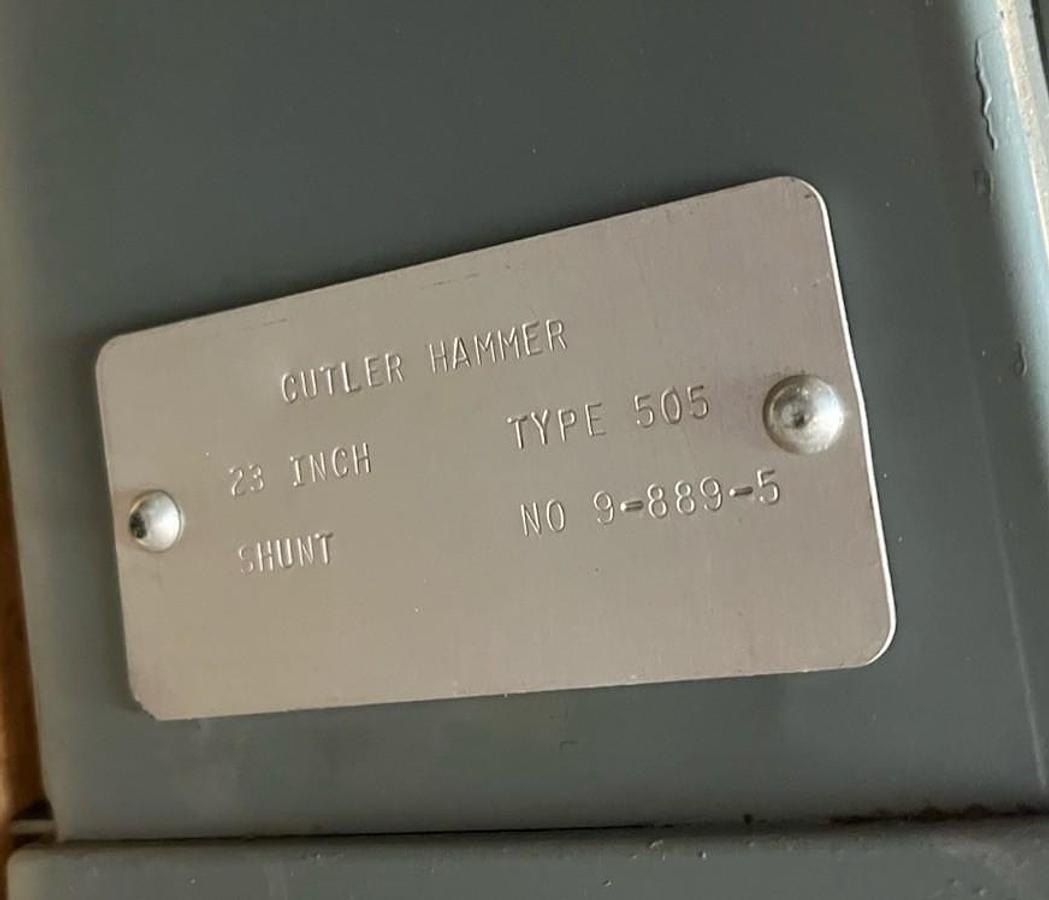 CUTLER HAMMER
23 INCH TYPE 505
SHUNT NO 9-889-5